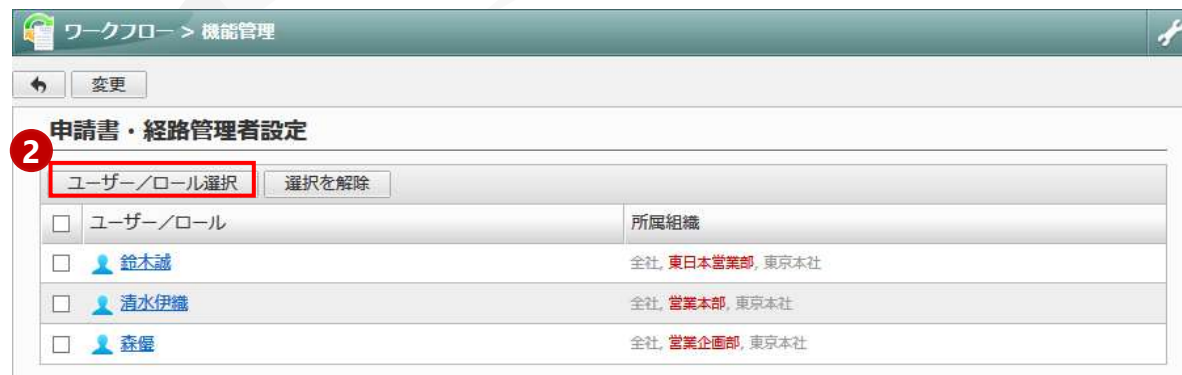 ワークフロー > 機能管理
変更
申請書・経路管理者設定
2
ユーザー／ロール選択 選択を解除
ユーザー／ロール 所属組織
鈴木誠 全社, 東日本営業部, 東京本社
清水伊織 全社, 営業本部, 東京本社
森優 全社, 営業企画部, 東京本社